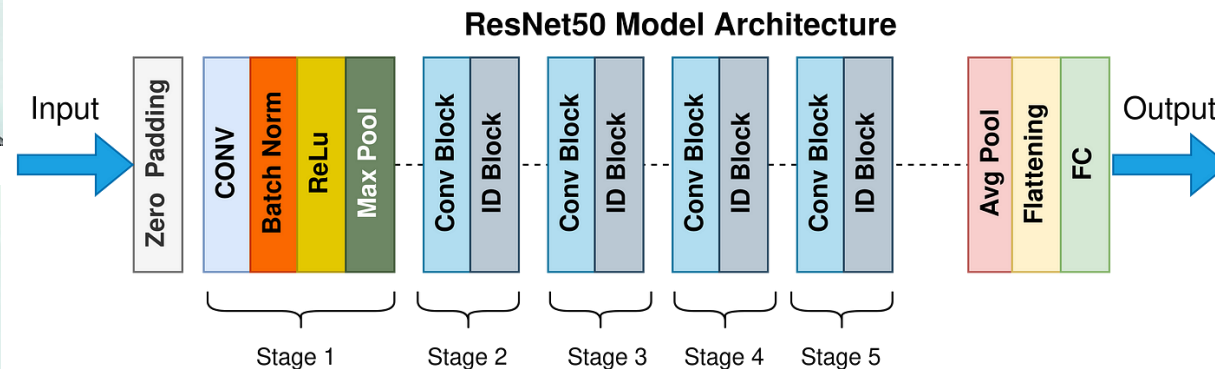 ResNet50 Model Architecture
Input
Zero Padding
CONV
Batch Norm
ReLu
Max Pool
Conv Block
ID Block
Conv Block
ID Block
Conv Block
ID Block
Conv Block
ID Block
Avg Pool
Flattening
FC
Output
Stage 1
Stage 2
Stage 3
Stage 4
Stage 5